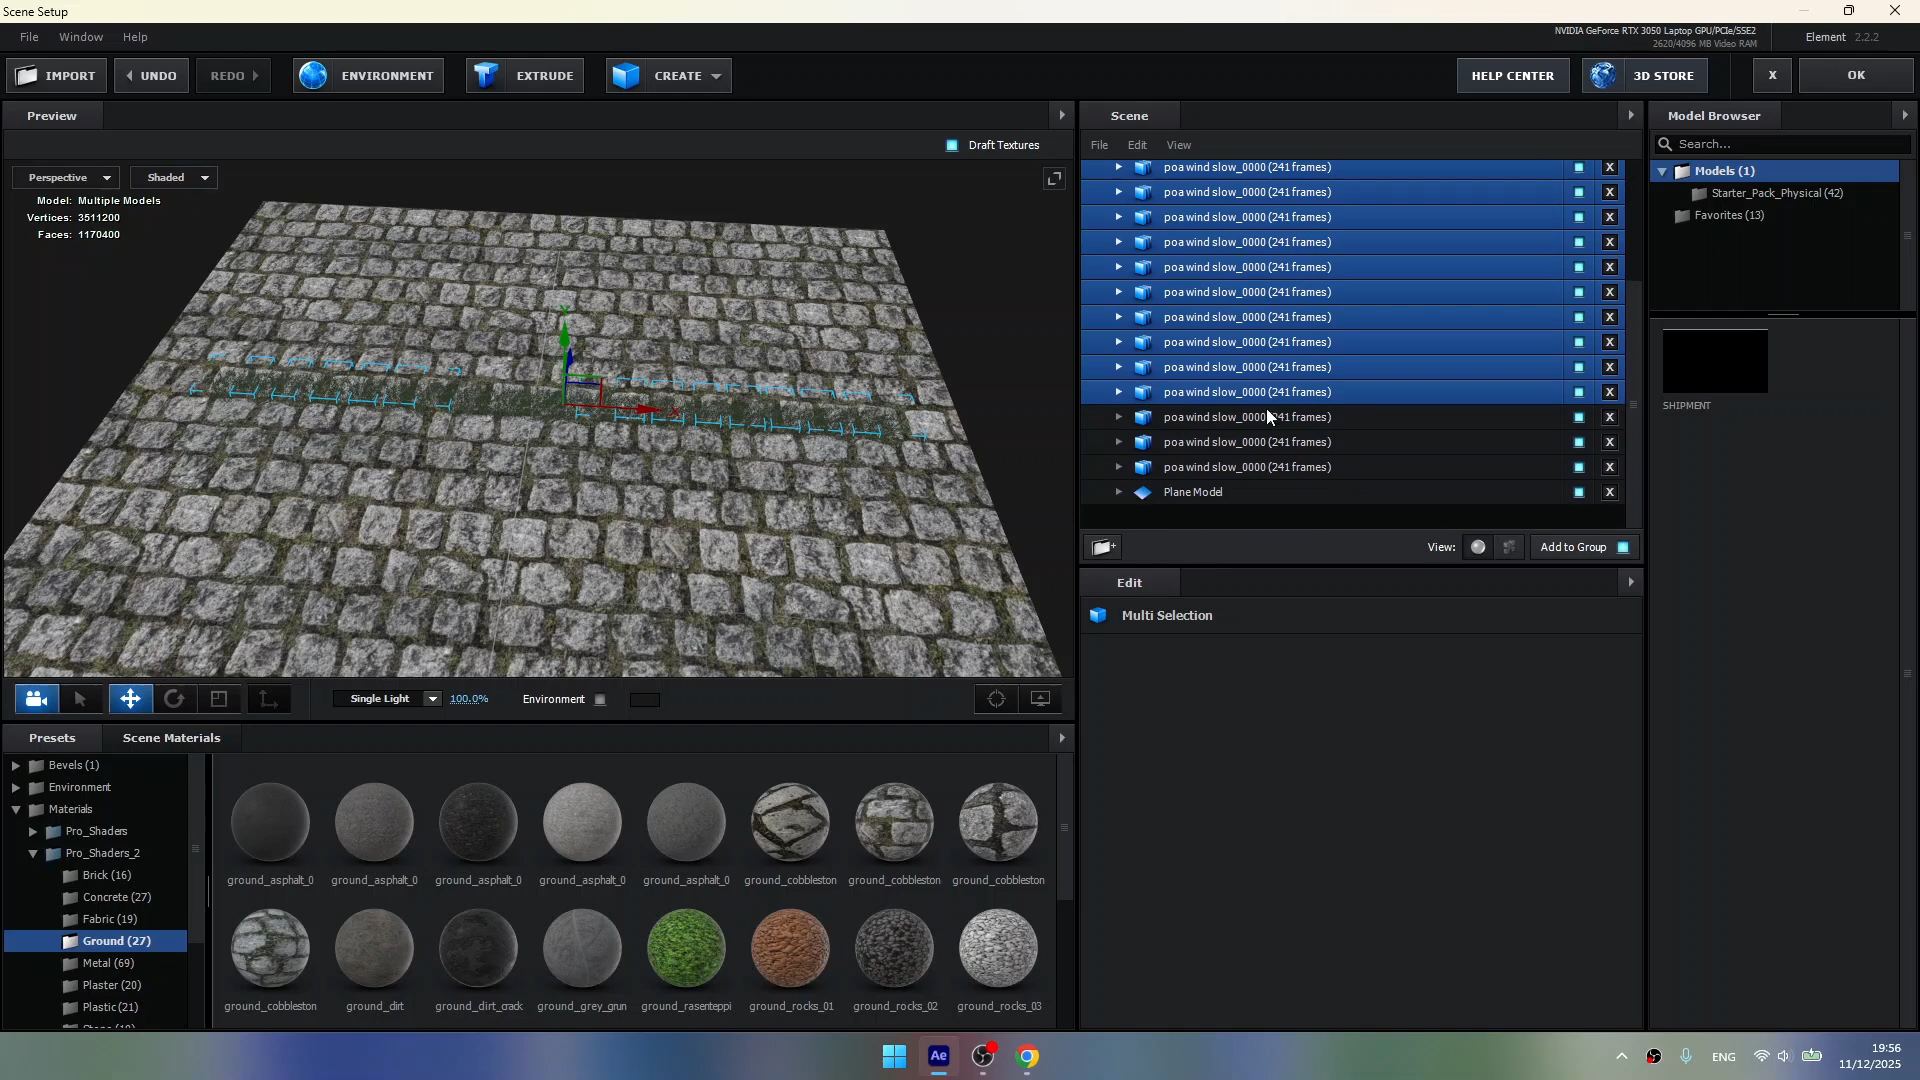 Scene Setup
File Window Help
NVIDIA GeForce RTX 3050 Laptop GPU/PCIe/SSE2
2620/4096 MB Video RAM
Element 2.2.2
IMPORT UNDO REDO ENVIRONMENT EXTRUDE CREATE HELP CENTER 3D STORE X OK
Preview
Draft Textures
Perspective Shaded
Model: Multiple Models
Vertices: 3511200
Faces: 1170400
Y
X
Single Light 100.0% Environment
Presets Scene Materials
Bevels (1)
Environment
Materials
Pro_Shaders
Pro_Shaders_2
Brick (16)
Concrete (27)
Fabric (19)
Ground (27)
Metal (69)
Plaster (20)
Plastic (21)
ground_asphalt_0 ground_asphalt_0 ground_asphalt_0 ground_asphalt_0 ground_asphalt_0 ground_cobbleston ground_cobbleston ground_cobbleston
ground_cobbleston ground_dirt ground_dirt_crack ground_grey_grun ground_rasenteppi ground_rocks_01 ground_rocks_02 ground_rocks_03
Scene
File Edit View
poa wind slow_0000 (241 frames) X
poa wind slow_0000 (241 frames) X
poa wind slow_0000 (241 frames) X
poa wind slow_0000 (241 frames) X
poa wind slow_0000 (241 frames) X
poa wind slow_0000 (241 frames) X
poa wind slow_0000 (241 frames) X
poa wind slow_0000 (241 frames) X
poa wind slow_0000 (241 frames) X
poa wind slow_0000 (241 frames) X
poa wind slow_0000 (241 frames) X
poa wind slow_0000 (241 frames) X
poa wind slow_0000 (241 frames) X
Plane Model X
View: Add to Group
Edit
Multi Selection
Model Browser
Search...
Models (1)
Starter_Pack_Physical (42)
Favorites (13)
SHIPMENT
Ae
ENG
19:56
11/12/2025